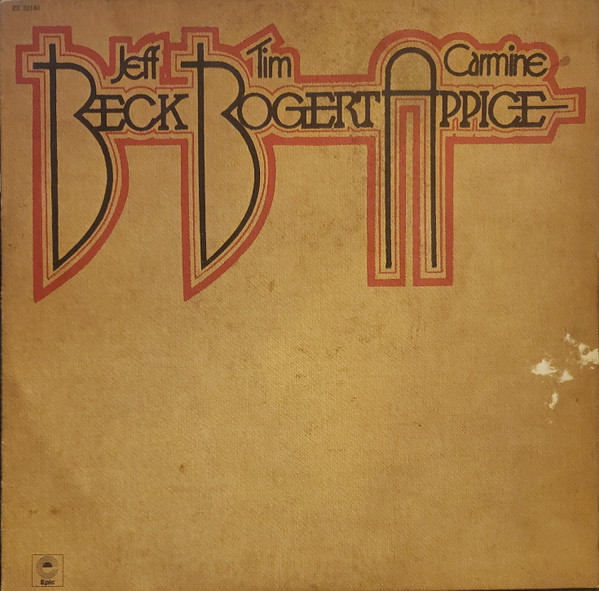 Jeff Tim Carmine
BECK BOGERT APPICE
Epic